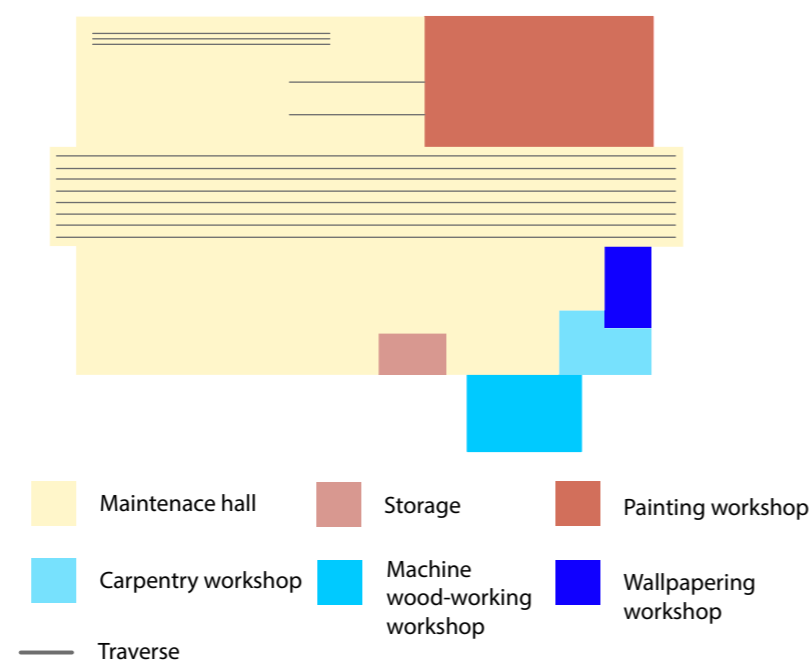 Maintenace hall
Storage
Painting workshop
Carpentry workshop
Machine
wood-working
workshop
Wallpapering
workshop
Traverse